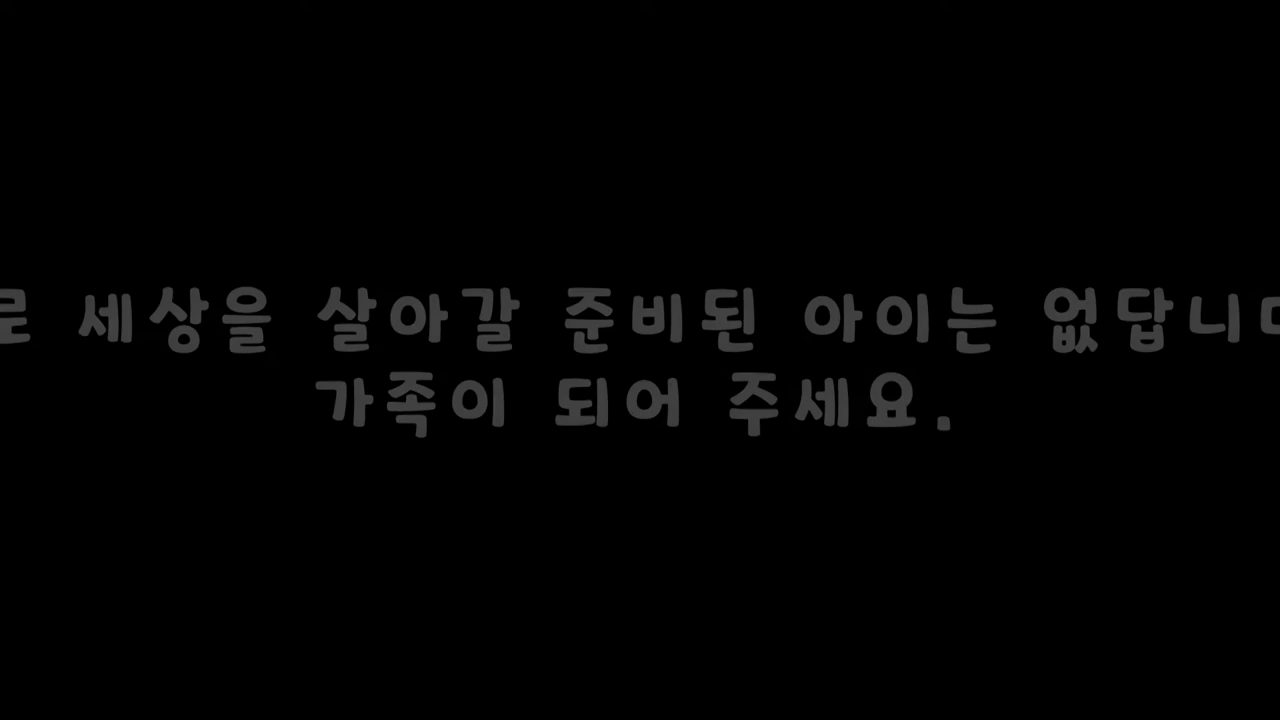 로 세상을 살아갈 준비된 아이는 없답니다
가족이 되어 주세요.